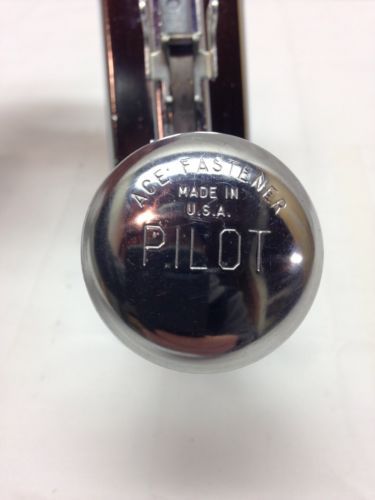 ACE FASTENER
MADE IN
U.S.A.
PILOT